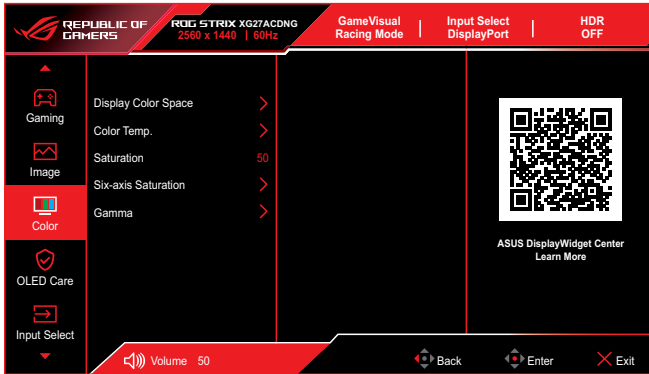 REPUBLIC OF
GAMERS
ROG STRIX XG27ACDNG
2560 x 1440 | 60Hz
GameVisual
Racing Mode
Input Select
DisplayPort
HDR
OFF
Gaming
Image
Color
OLED Care
Input Select
Display Color Space
Color Temp.
Saturation 50
Six-axis Saturation
Gamma
ASUS DisplayWidget Center
Learn More
Volume 50
Back
Enter
Exit